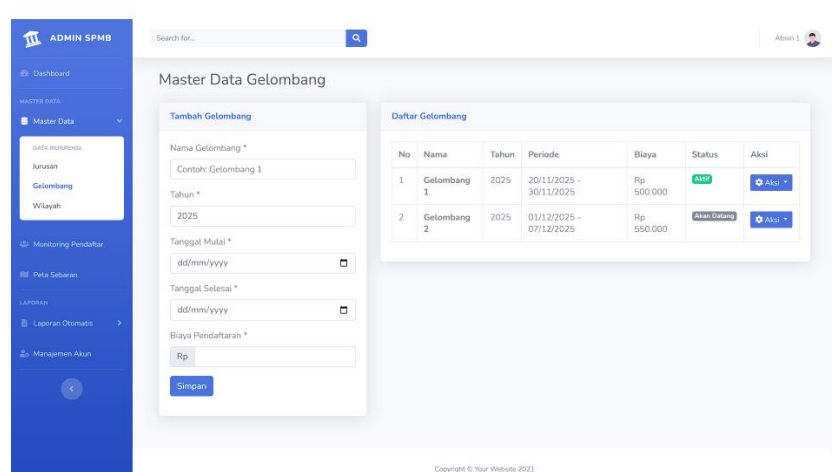 ADMIN SPMB
Search for...
Atmin 1
Dashboard
MASTER DATA
Master Data
DATA REFERENSI:
Jurusan
Gelombang
Wilayah
Monitoring Pendaftar
Peta Sebaran
LAPORAN
Laporan Otomatis
Manajemen Akun
Master Data Gelombang
Tambah Gelombang
Nama Gelombang *
Contoh: Gelombang 1
Tahun *
2025
Tanggal Mulai *
dd/mm/yyyy
Tanggal Selesai *
dd/mm/yyyy
Biaya Pendaftaran *
Rp
Simpan
Daftar Gelombang
No Nama Tahun Periode Biaya Status Aksi
1 Gelombang 1 2025 20/11/2025 - 30/11/2025 Rp 500.000 Aktif Aksi
2 Gelombang 2 2025 01/12/2025 - 07/12/2025 Rp 550.000 Akan Datang Aksi
Copyright © Your Website 2021